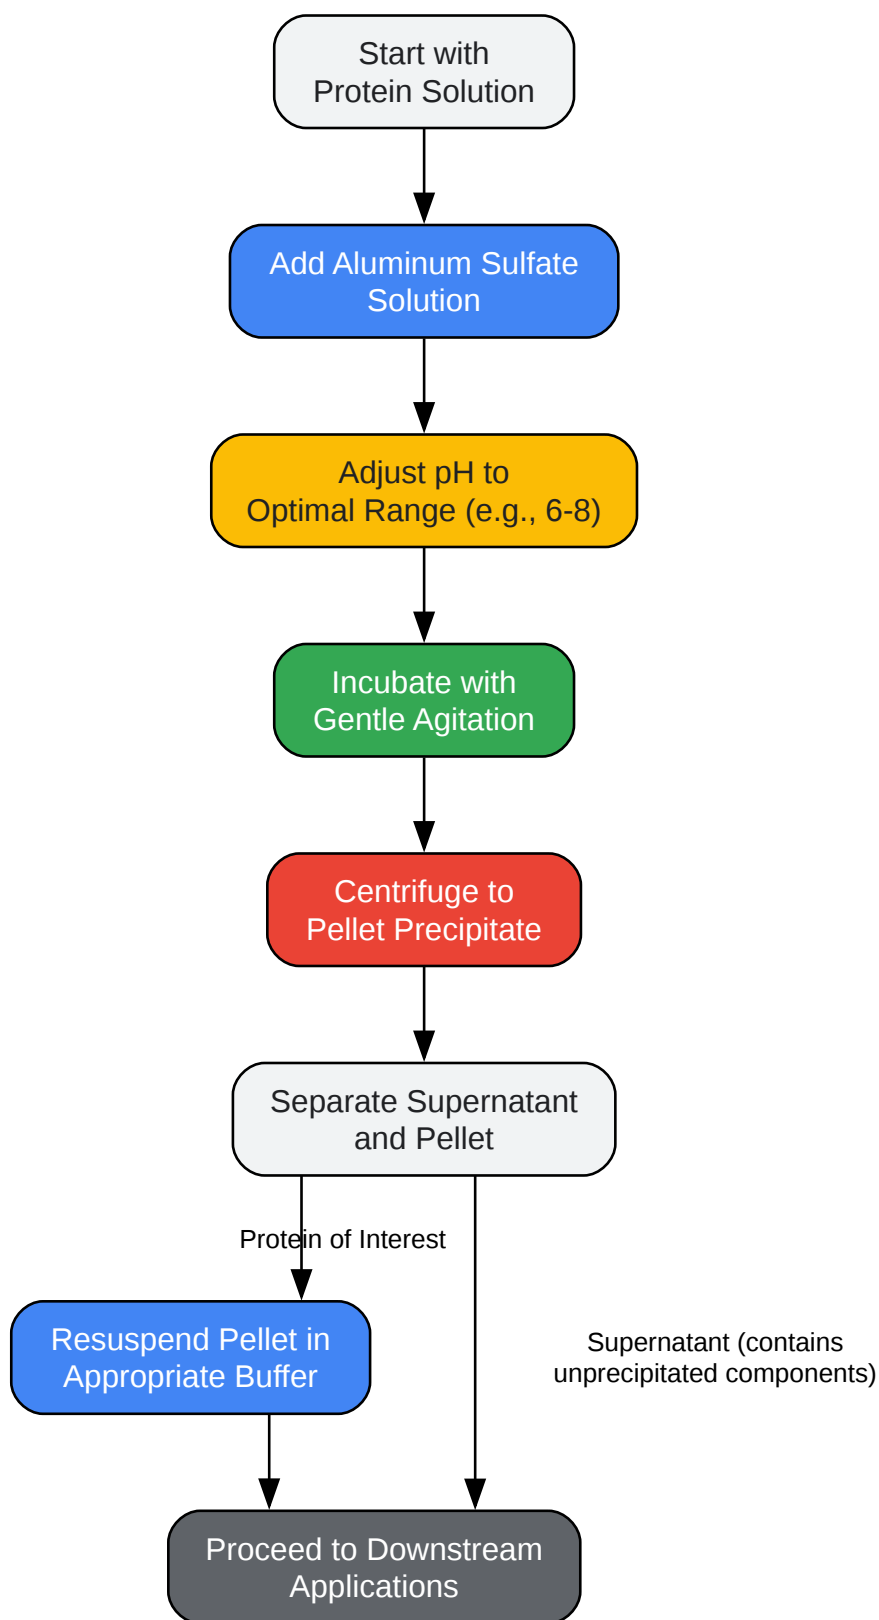 Start with
Protein Solution
Add Aluminum Sulfate
Solution
Adjust pH to
Optimal Range (e.g., 6-8)
Incubate with
Gentle Agitation
Centrifuge to
Pellet Precipitate
Separate Supernatant
and Pellet
Protein of Interest
Resuspend Pellet in
Appropriate Buffer
Supernatant (contains
unprecipitated components)
Proceed to Downstream
Applications